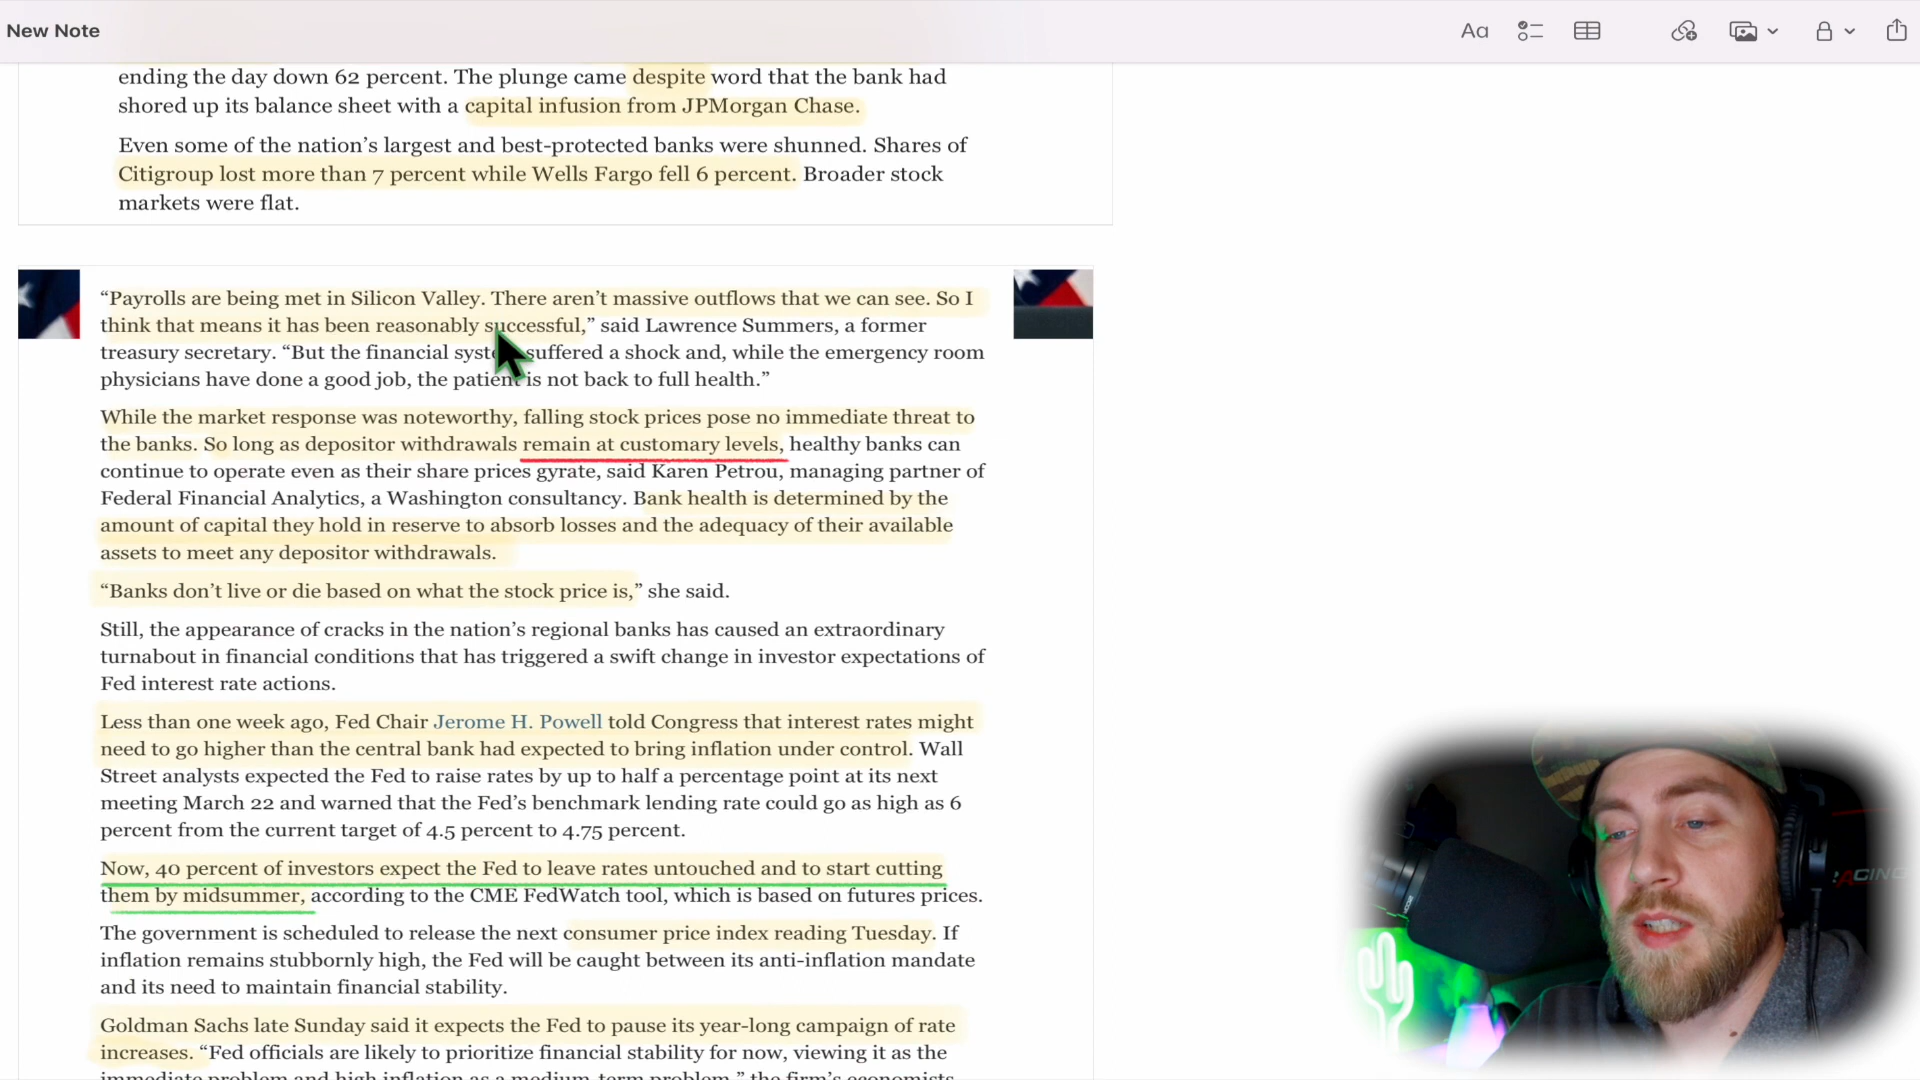 New Note
Aa
ending the day down 62 percent. The plunge came despite word that the bank had
shored up its balance sheet with a capital infusion from JPMorgan Chase.
Even some of the nation’s largest and best-protected banks were shunned. Shares of
Citigroup lost more than 7 percent while Wells Fargo fell 6 percent. Broader stock
markets were flat.
“Payrolls are being met in Silicon Valley. There aren’t massive outflows that we can see. So I
think that means it has been reasonably successful,” said Lawrence Summers, a former
treasury secretary. “But the financial syste suffered a shock and, while the emergency room
physicians have done a good job, the patient is not back to full health.”
While the market response was noteworthy, falling stock prices pose no immediate threat to
the banks. So long as depositor withdrawals remain at customary levels, healthy banks can
continue to operate even as their share prices gyrate, said Karen Petrou, managing partner of
Federal Financial Analytics, a Washington consultancy. Bank health is determined by the
amount of capital they hold in reserve to absorb losses and the adequacy of their available
assets to meet any depositor withdrawals.
“Banks don’t live or die based on what the stock price is,” she said.
Still, the appearance of cracks in the nation’s regional banks has caused an extraordinary
turnabout in financial conditions that has triggered a swift change in investor expectations of
Fed interest rate actions.
Less than one week ago, Fed Chair Jerome H. Powell told Congress that interest rates might
need to go higher than the central bank had expected to bring inflation under control. Wall
Street analysts expected the Fed to raise rates by up to half a percentage point at its next
meeting March 22 and warned that the Fed’s benchmark lending rate could go as high as 6
percent from the current target of 4.5 percent to 4.75 percent.
Now, 40 percent of investors expect the Fed to leave rates untouched and to start cutting
them by midsummer, according to the CME FedWatch tool, which is based on futures prices.
The government is scheduled to release the next consumer price index reading Tuesday. If
inflation remains stubbornly high, the Fed will be caught between its anti-inflation mandate
and its need to maintain financial stability.
Goldman Sachs late Sunday said it expects the Fed to pause its year-long campaign of rate
increases. “Fed officials are likely to prioritize financial stability for now, viewing it as the
immediate problem and high inflation as a medium-term problem,” the firm’s economists
RACING